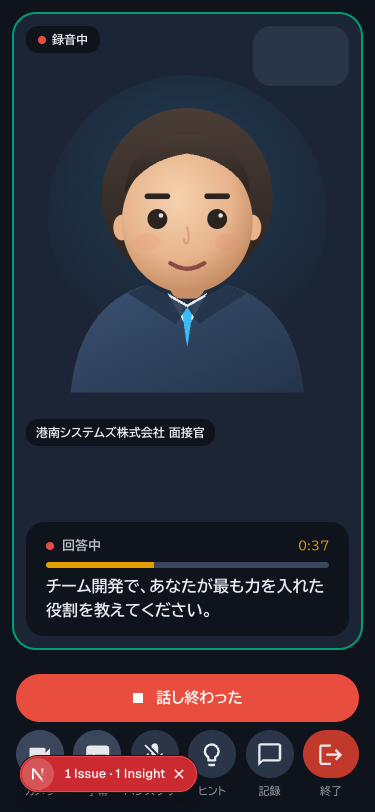 録音中
港南システムズ株式会社 面接官
回答中
0:37
チーム開発で、あなたが最も力を入れた
役割を教えてください。
話し終わった
N 1 Issue · 1 Insight ×
ヒント
記録
終了